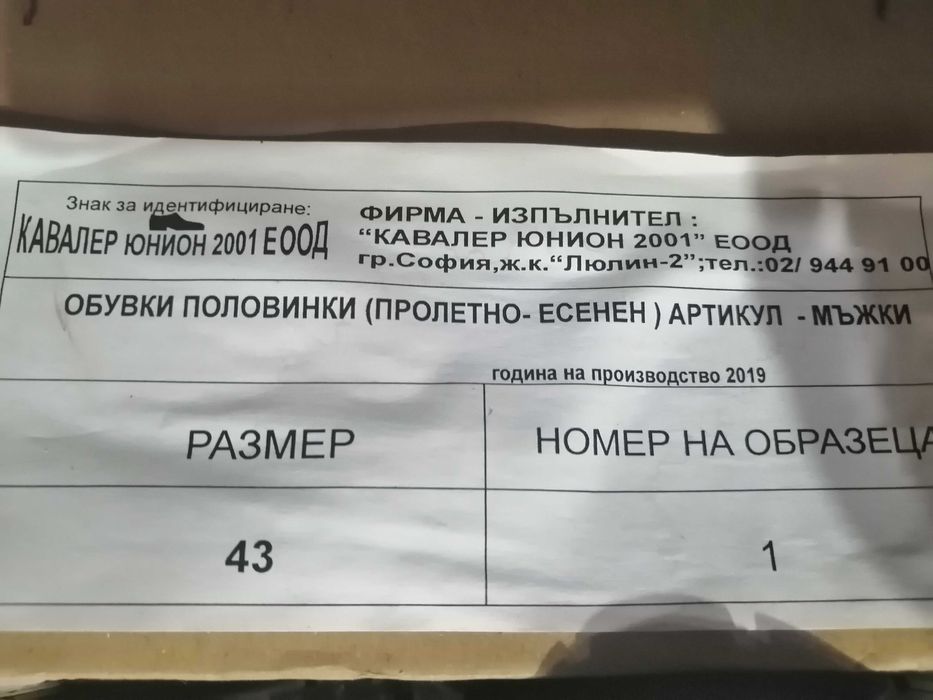 Знак за идентифициране:
КАВАЛЕР ЮНИОН 2001 ЕООД
ФИРМА - ИЗПЪЛНИТЕЛ :
“КАВАЛЕР ЮНИОН 2001” ЕООД
гр.София,ж.к.“Люлин-2”;тел.:02/ 944 91 00
ОБУВКИ ПОЛОВИНКИ (ПРОЛЕТНО- ЕСЕНЕН ) АРТИКУЛ - МЪЖКИ
година на производство 2019
РАЗМЕР
НОМЕР НА ОБРАЗЕЦА
43
1